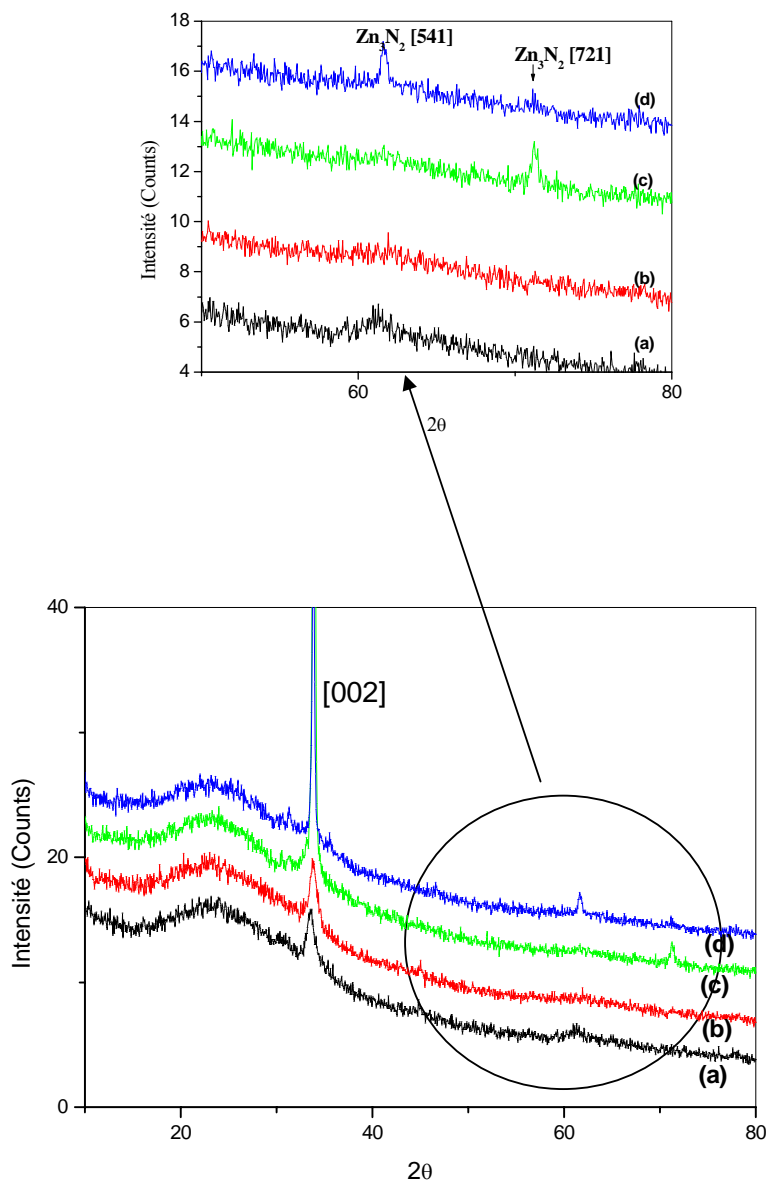 Zn3N2 [541]
Zn3N2 [721]
18
16
14
12
10
8
6
4
Intensité (Counts)
(d)
(c)
(b)
(a)
60
80
2θ
40
20
0
Intensité (Counts)
[002]
(d)
(c)
(b)
(a)
20
40
60
80
2θ